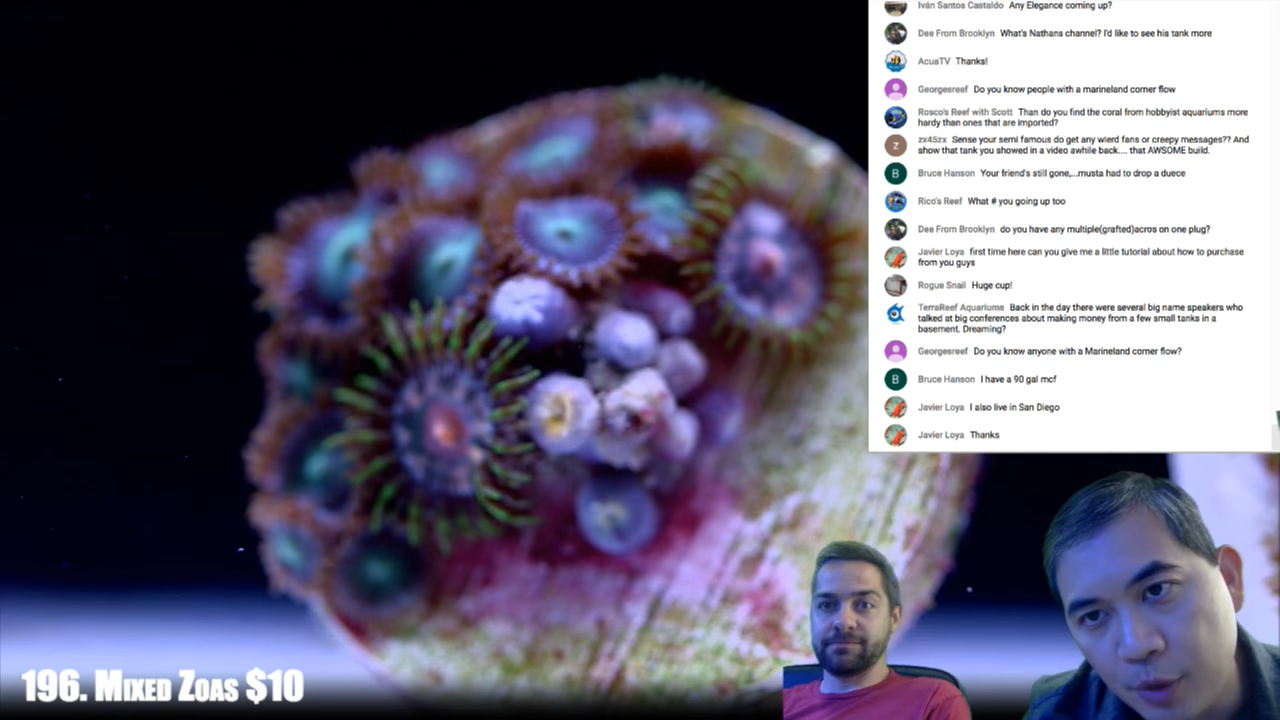 Iván Santos Castaldo Any Elegance coming up?
Dee From Brooklyn What's Nathans channel? I'd like to see his tank more
AcuaTV Thanks!
Georgesreef Do you know people with a marineland corner flow
Rosco's Reef with Scott Than do you find the coral from hobbyist aquariums more
hardy than ones that are imported?
Z
zx45zx Sense your semi famous do get any wierd fans or creepy messages?? And
show that tank you showed in a video awhile back.... that AWSOME build.
B
Bruce Hanson Your friend's still gone,...musta had to drop a duece
Rico's Reef What # you going up too
Dee From Brooklyn do you have any multiple(grafted)acros on one plug?
Javier Loya first time here can you give me a little tutorial about how to purchase
from you guys
Rogue Snail Huge cup!
TerraReef Aquariums Back in the day there were several big name speakers who
talked at big conferences about making money from a few small tanks in a
basement. Dreaming?
Georgesreef Do you know anyone with a Marineland corner flow?
B
Bruce Hanson I have a 90 gal mcf
Javier Loya I also live in San Diego
Javier Loya Thanks
196. Mixed Zoas $10